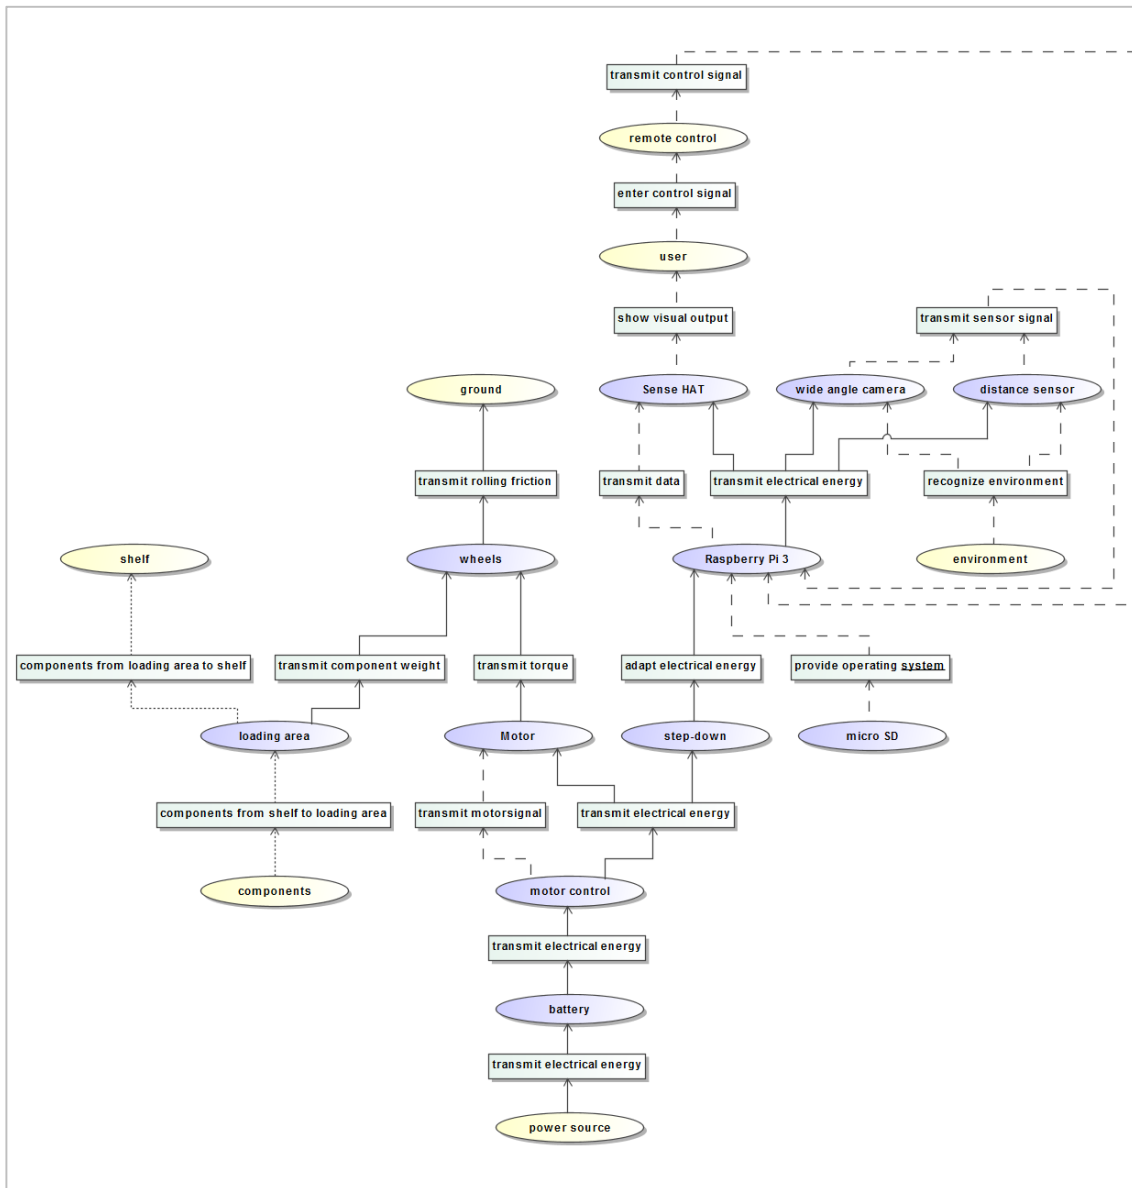 transmit control signal
remote control
enter control signal
user
show visual output
transmit sensor signal
ground
Sense HAT
wide angle camera
distance sensor
transmit rolling friction
transmit data
transmit electrical energy
recognize environment
shelf
wheels
Raspberry Pi 3
environment
components from loading area to shelf
transmit component weight
transmit torque
adapt electrical energy
provide operating system
loading area
Motor
step-down
micro SD
components from shelf to loading area
transmit motorsignal
transmit electrical energy
components
motor control
transmit electrical energy
battery
transmit electrical energy
power source